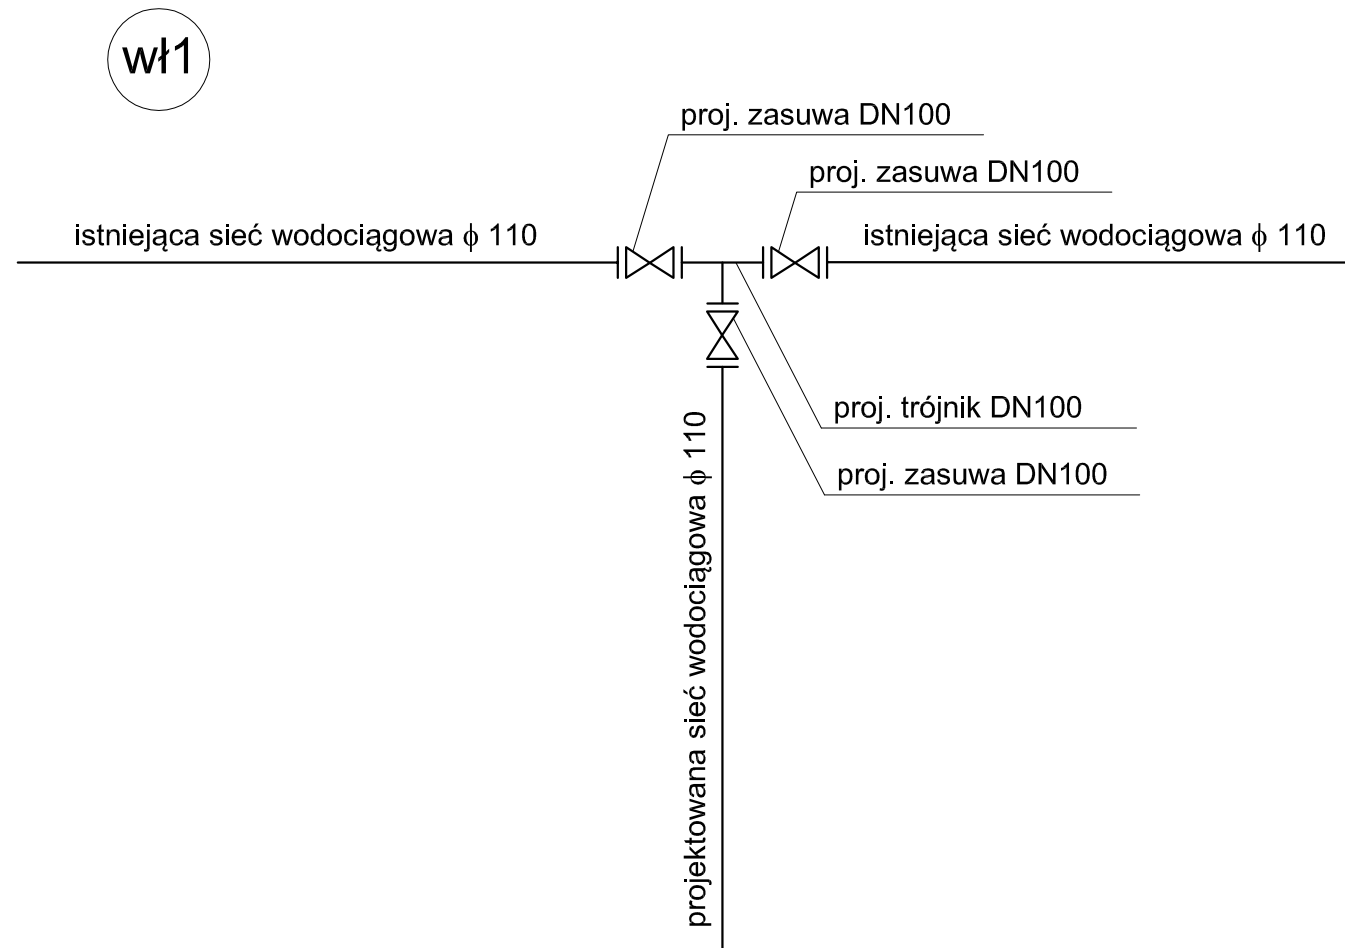 wł1
proj. zasuwa DN100
proj. zasuwa DN100
istniejąca sieć wodociągowa ϕ 110
istniejąca sieć wodociągowa ϕ 110
proj. trójnik DN100
proj. zasuwa DN100
projektowana sieć wodociągowa ϕ 110